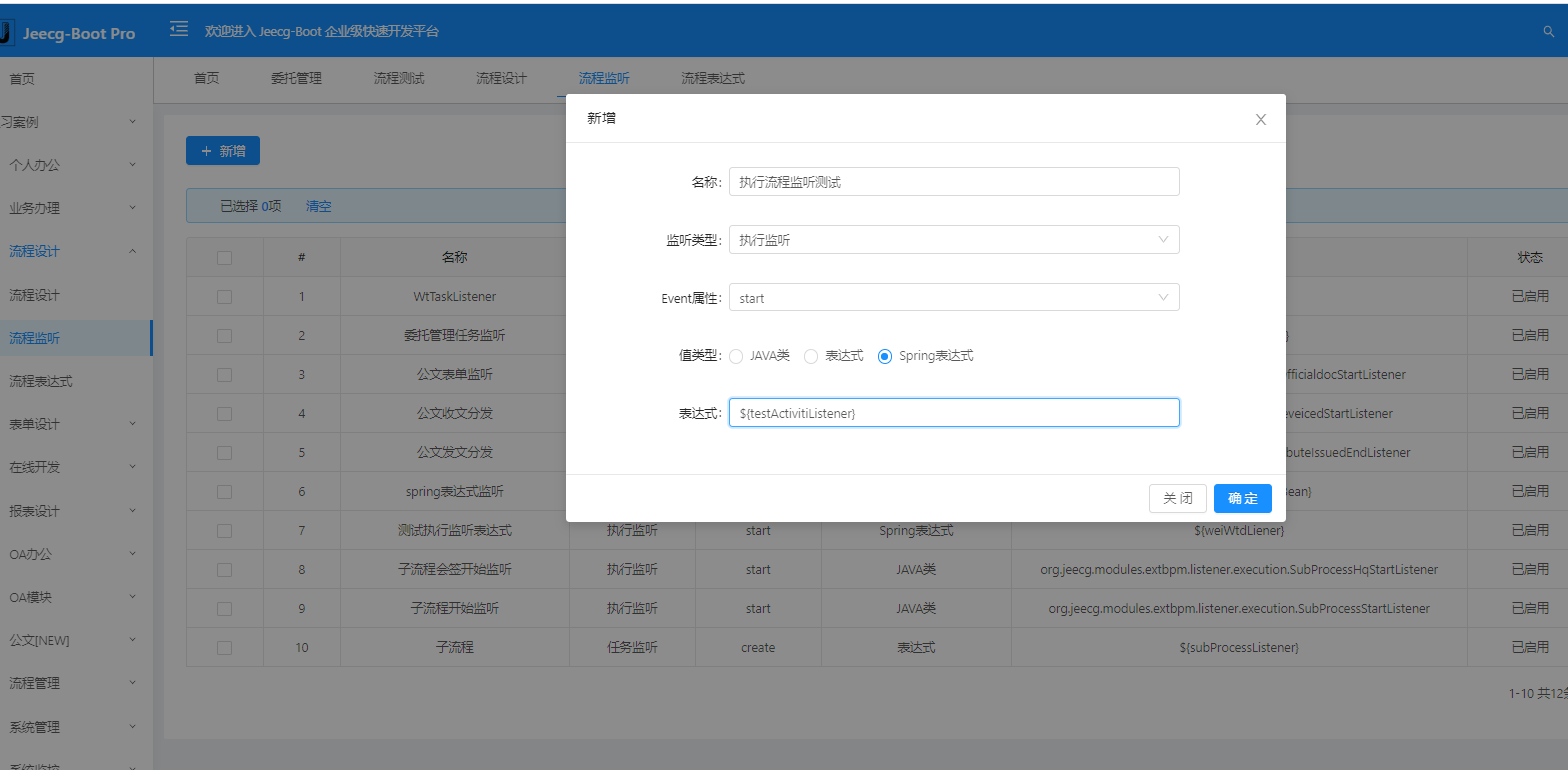 Jeecg-Boot Pro
欢迎进入 Jeecg-Boot 企业级快速开发平台
首页
首页 委托管理 流程测试 流程设计 流程监听 流程表达式
习案例
个人办公
业务办理
流程设计
流程设计
流程监听
流程表达式
表单设计
在线开发
报表设计
OA办公
OA模块
公文[NEW]
流程管理
系统管理
系统监控
+ 新增
已选择 0项 清空
# 名称 状态
1 WtTaskListener 已启用
2 委托管理任务监听 } 已启用
3 公文表单监听 fficialdocStartListener 已启用
4 公文收文分发 eveicedStartListener 已启用
5 公文发文分发 buteIssuedEndListener 已启用
6 spring表达式监听 ean} 已启用
7 测试执行监听表达式 执行监听 start Spring表达式 ${weiWtdLiener} 已启用
8 子流程会签开始监听 执行监听 start JAVA类 org.jeecg.modules.extbpm.listener.execution.SubProcessHqStartListener 已启用
9 子流程开始监听 执行监听 start JAVA类 org.jeecg.modules.extbpm.listener.execution.SubProcessStartListener 已启用
10 子流程 任务监听 create 表达式 ${subProcessListener} 已启用
1-10 共12条
新增
名称: 执行流程监听测试
监听类型: 执行监听
Event属性: start
值类型: JAVA类 表达式 Spring表达式
表达式: ${testActivitiListener}
关 闭 确 定